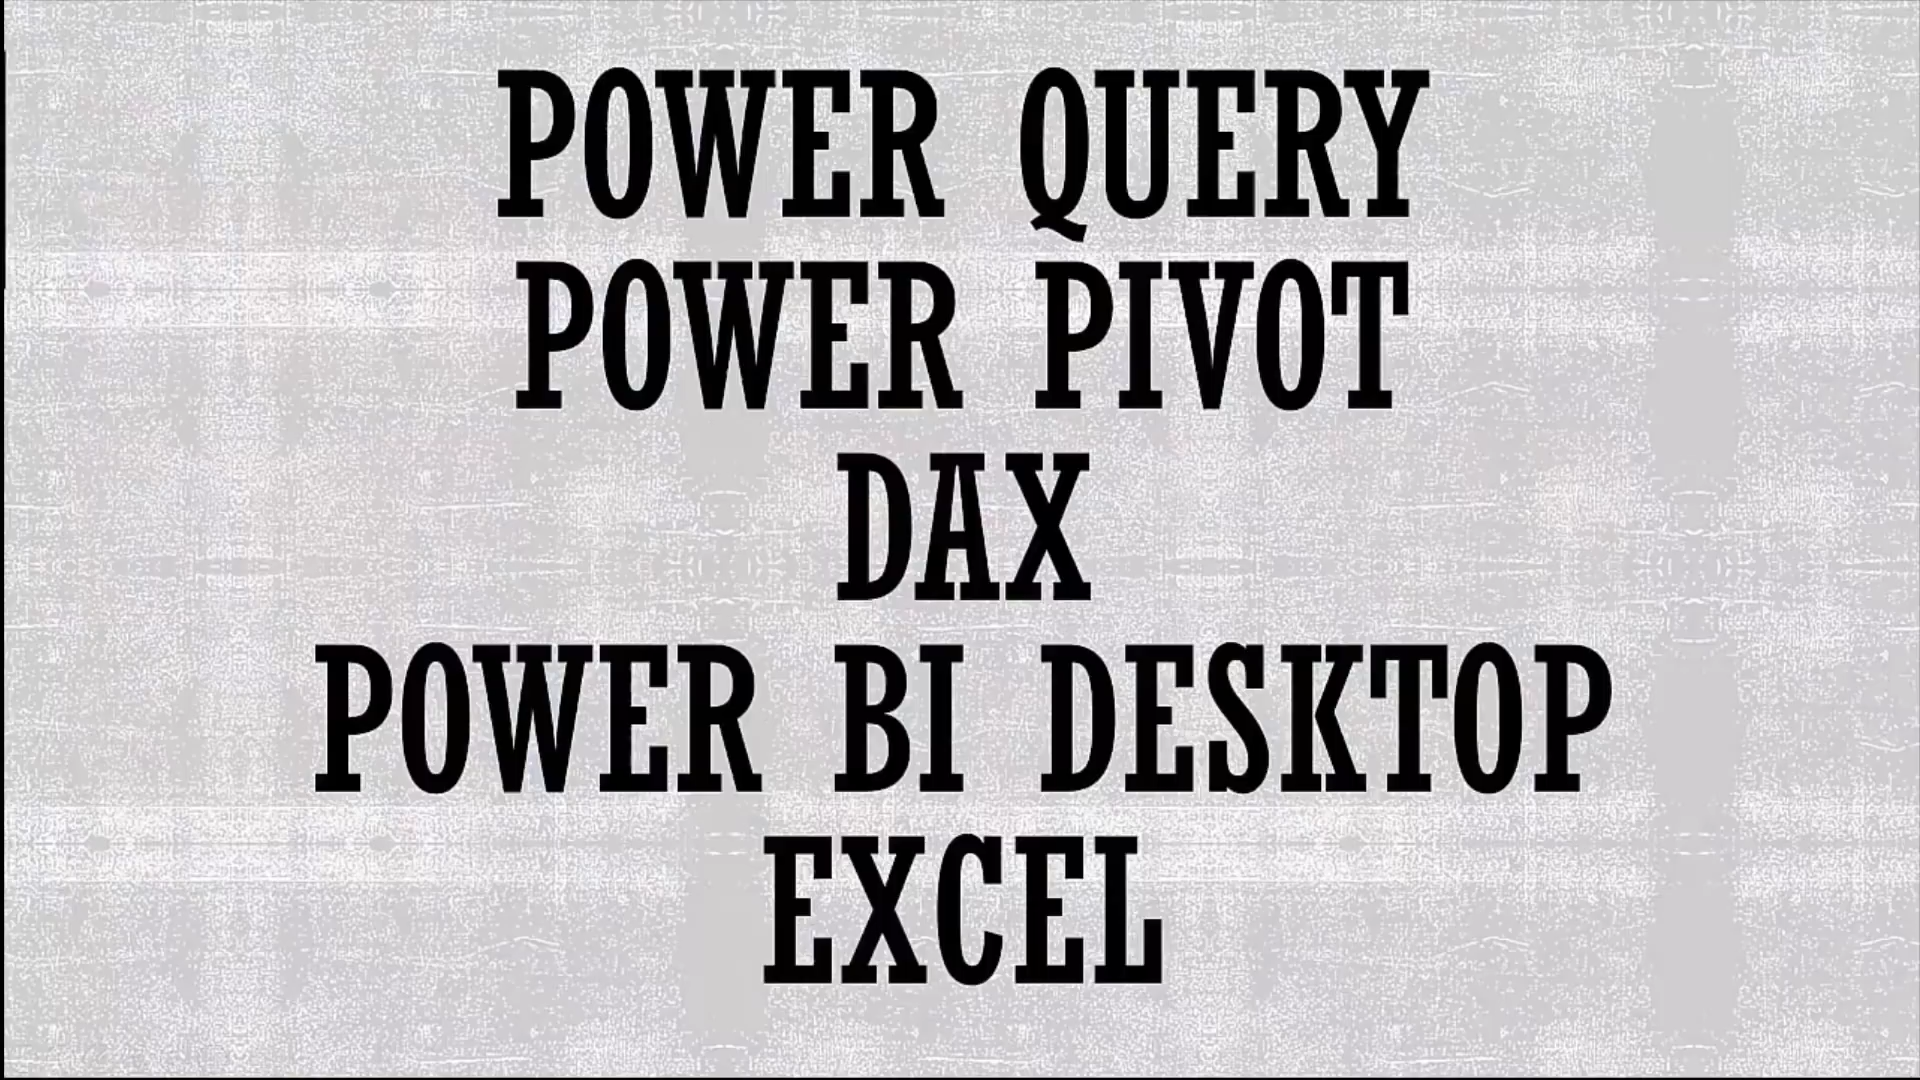 POWER QUERY
POWER PIVOT
DAX
POWER BI DESKTOP
EXCEL